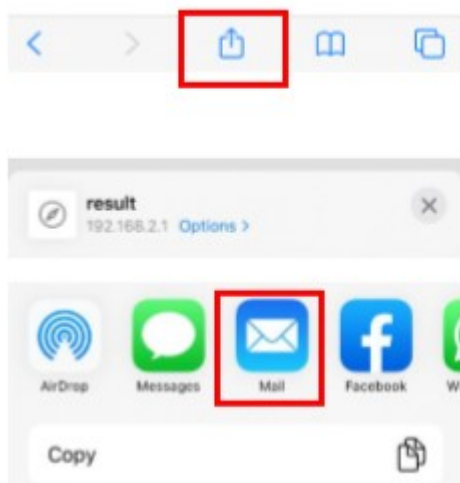 result
192.168.2.1 Options >
AirDrop Messages Mail Facebook
Copy